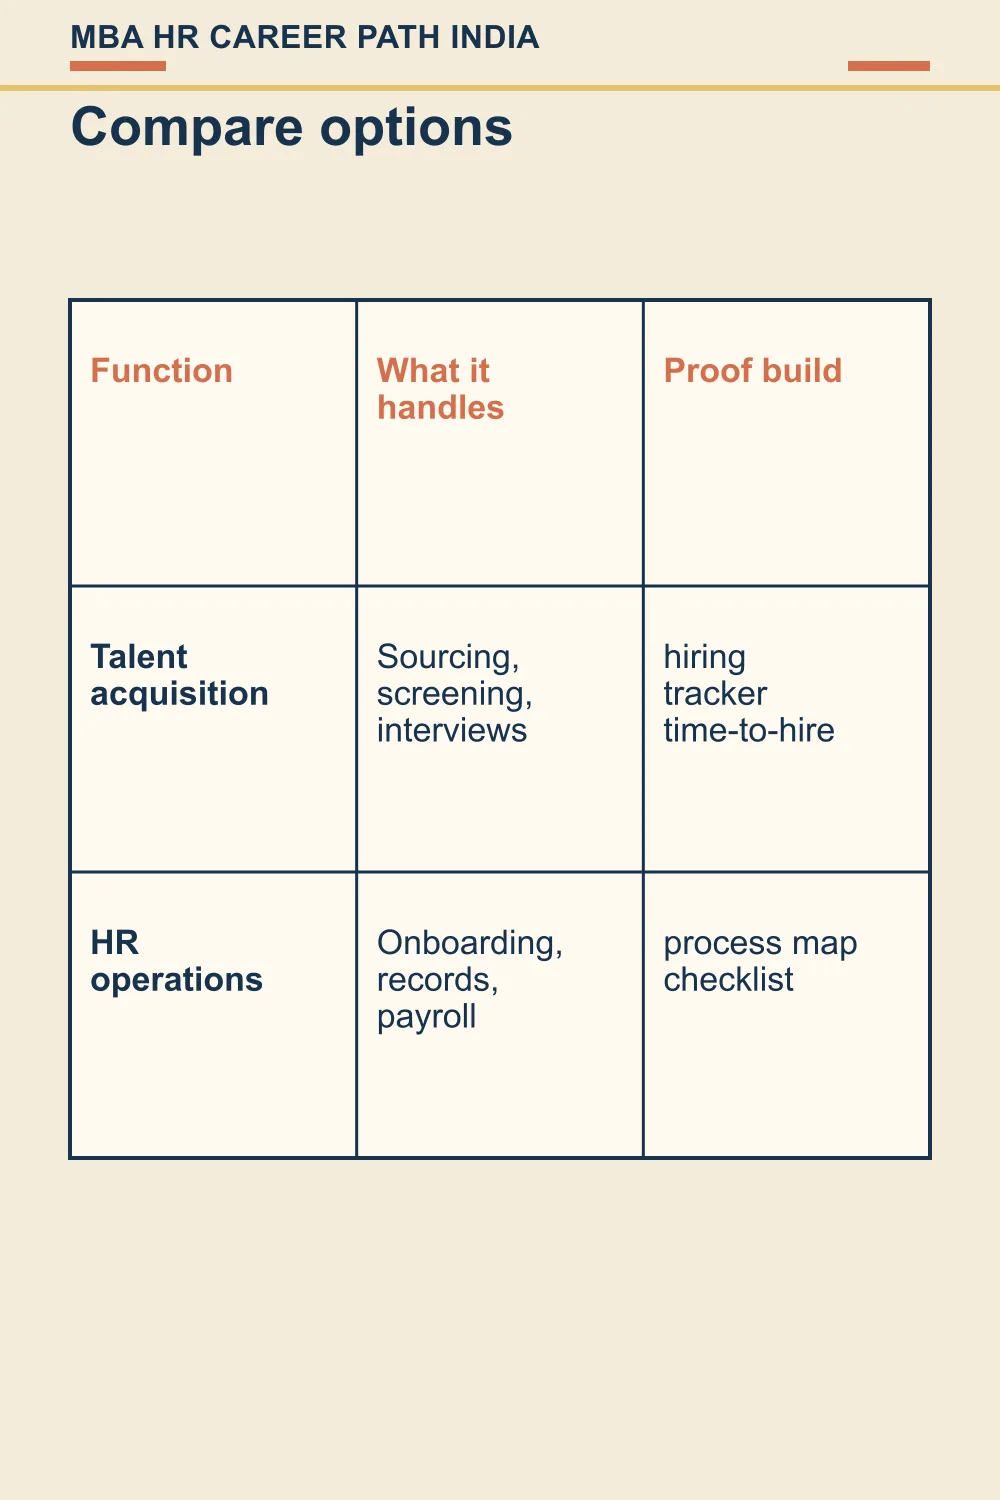 MBA HR CAREER PATH INDIA
Compare options
Function
What it
handles
Proof build
Talent
acquisition
Sourcing,
screening,
interviews
hiring
tracker
time-to-hire
HR
operations
Onboarding,
records,
payroll
process map
checklist